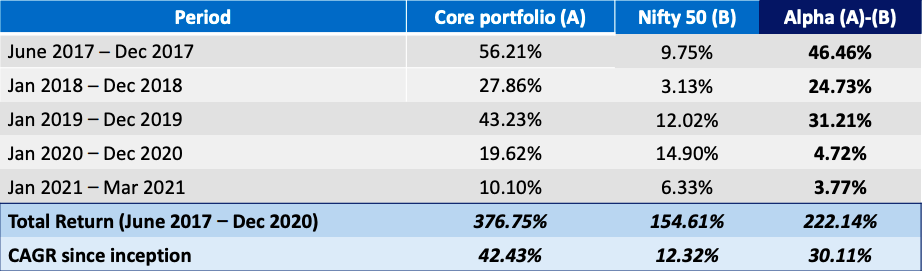 Period Core portfolio (A) Nifty 50 (B) Alpha (A)-(B)
June 2017 – Dec 2017 56.21% 9.75% 46.46%
Jan 2018 – Dec 2018 27.86% 3.13% 24.73%
Jan 2019 – Dec 2019 43.23% 12.02% 31.21%
Jan 2020 – Dec 2020 19.62% 14.90% 4.72%
Jan 2021 – Mar 2021 10.10% 6.33% 3.77%
Total Return (June 2017 – Dec 2020) 376.75% 154.61% 222.14%
CAGR since inception 42.43% 12.32% 30.11%